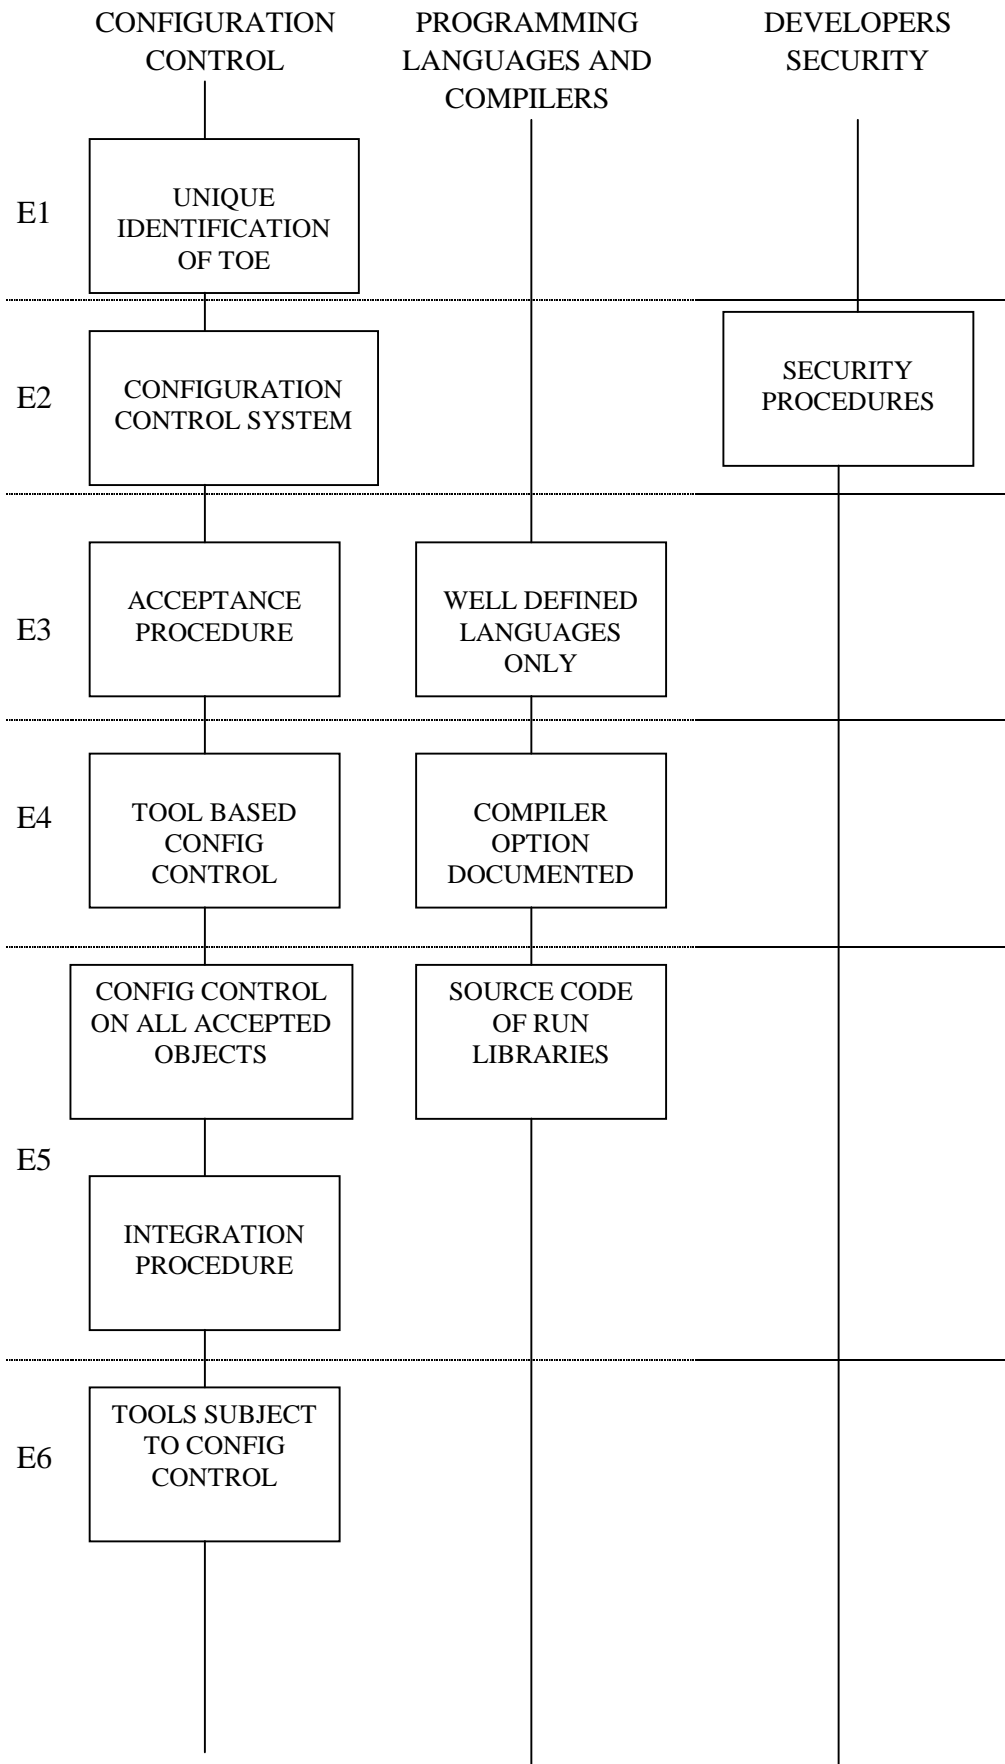 CONFIGURATION
CONTROL
PROGRAMMING
LANGUAGES AND
COMPILERS
DEVELOPERS
SECURITY
E1
UNIQUE
IDENTIFICATION
OF TOE
E2
CONFIGURATION
CONTROL SYSTEM
SECURITY
PROCEDURES
E3
ACCEPTANCE
PROCEDURE
WELL DEFINED
LANGUAGES
ONLY
E4
TOOL BASED
CONFIG
CONTROL
COMPILER
OPTION
DOCUMENTED
E5
CONFIG CONTROL
ON ALL ACCEPTED
OBJECTS
SOURCE CODE
OF RUN
LIBRARIES
INTEGRATION
PROCEDURE
E6
TOOLS SUBJECT
TO CONFIG
CONTROL